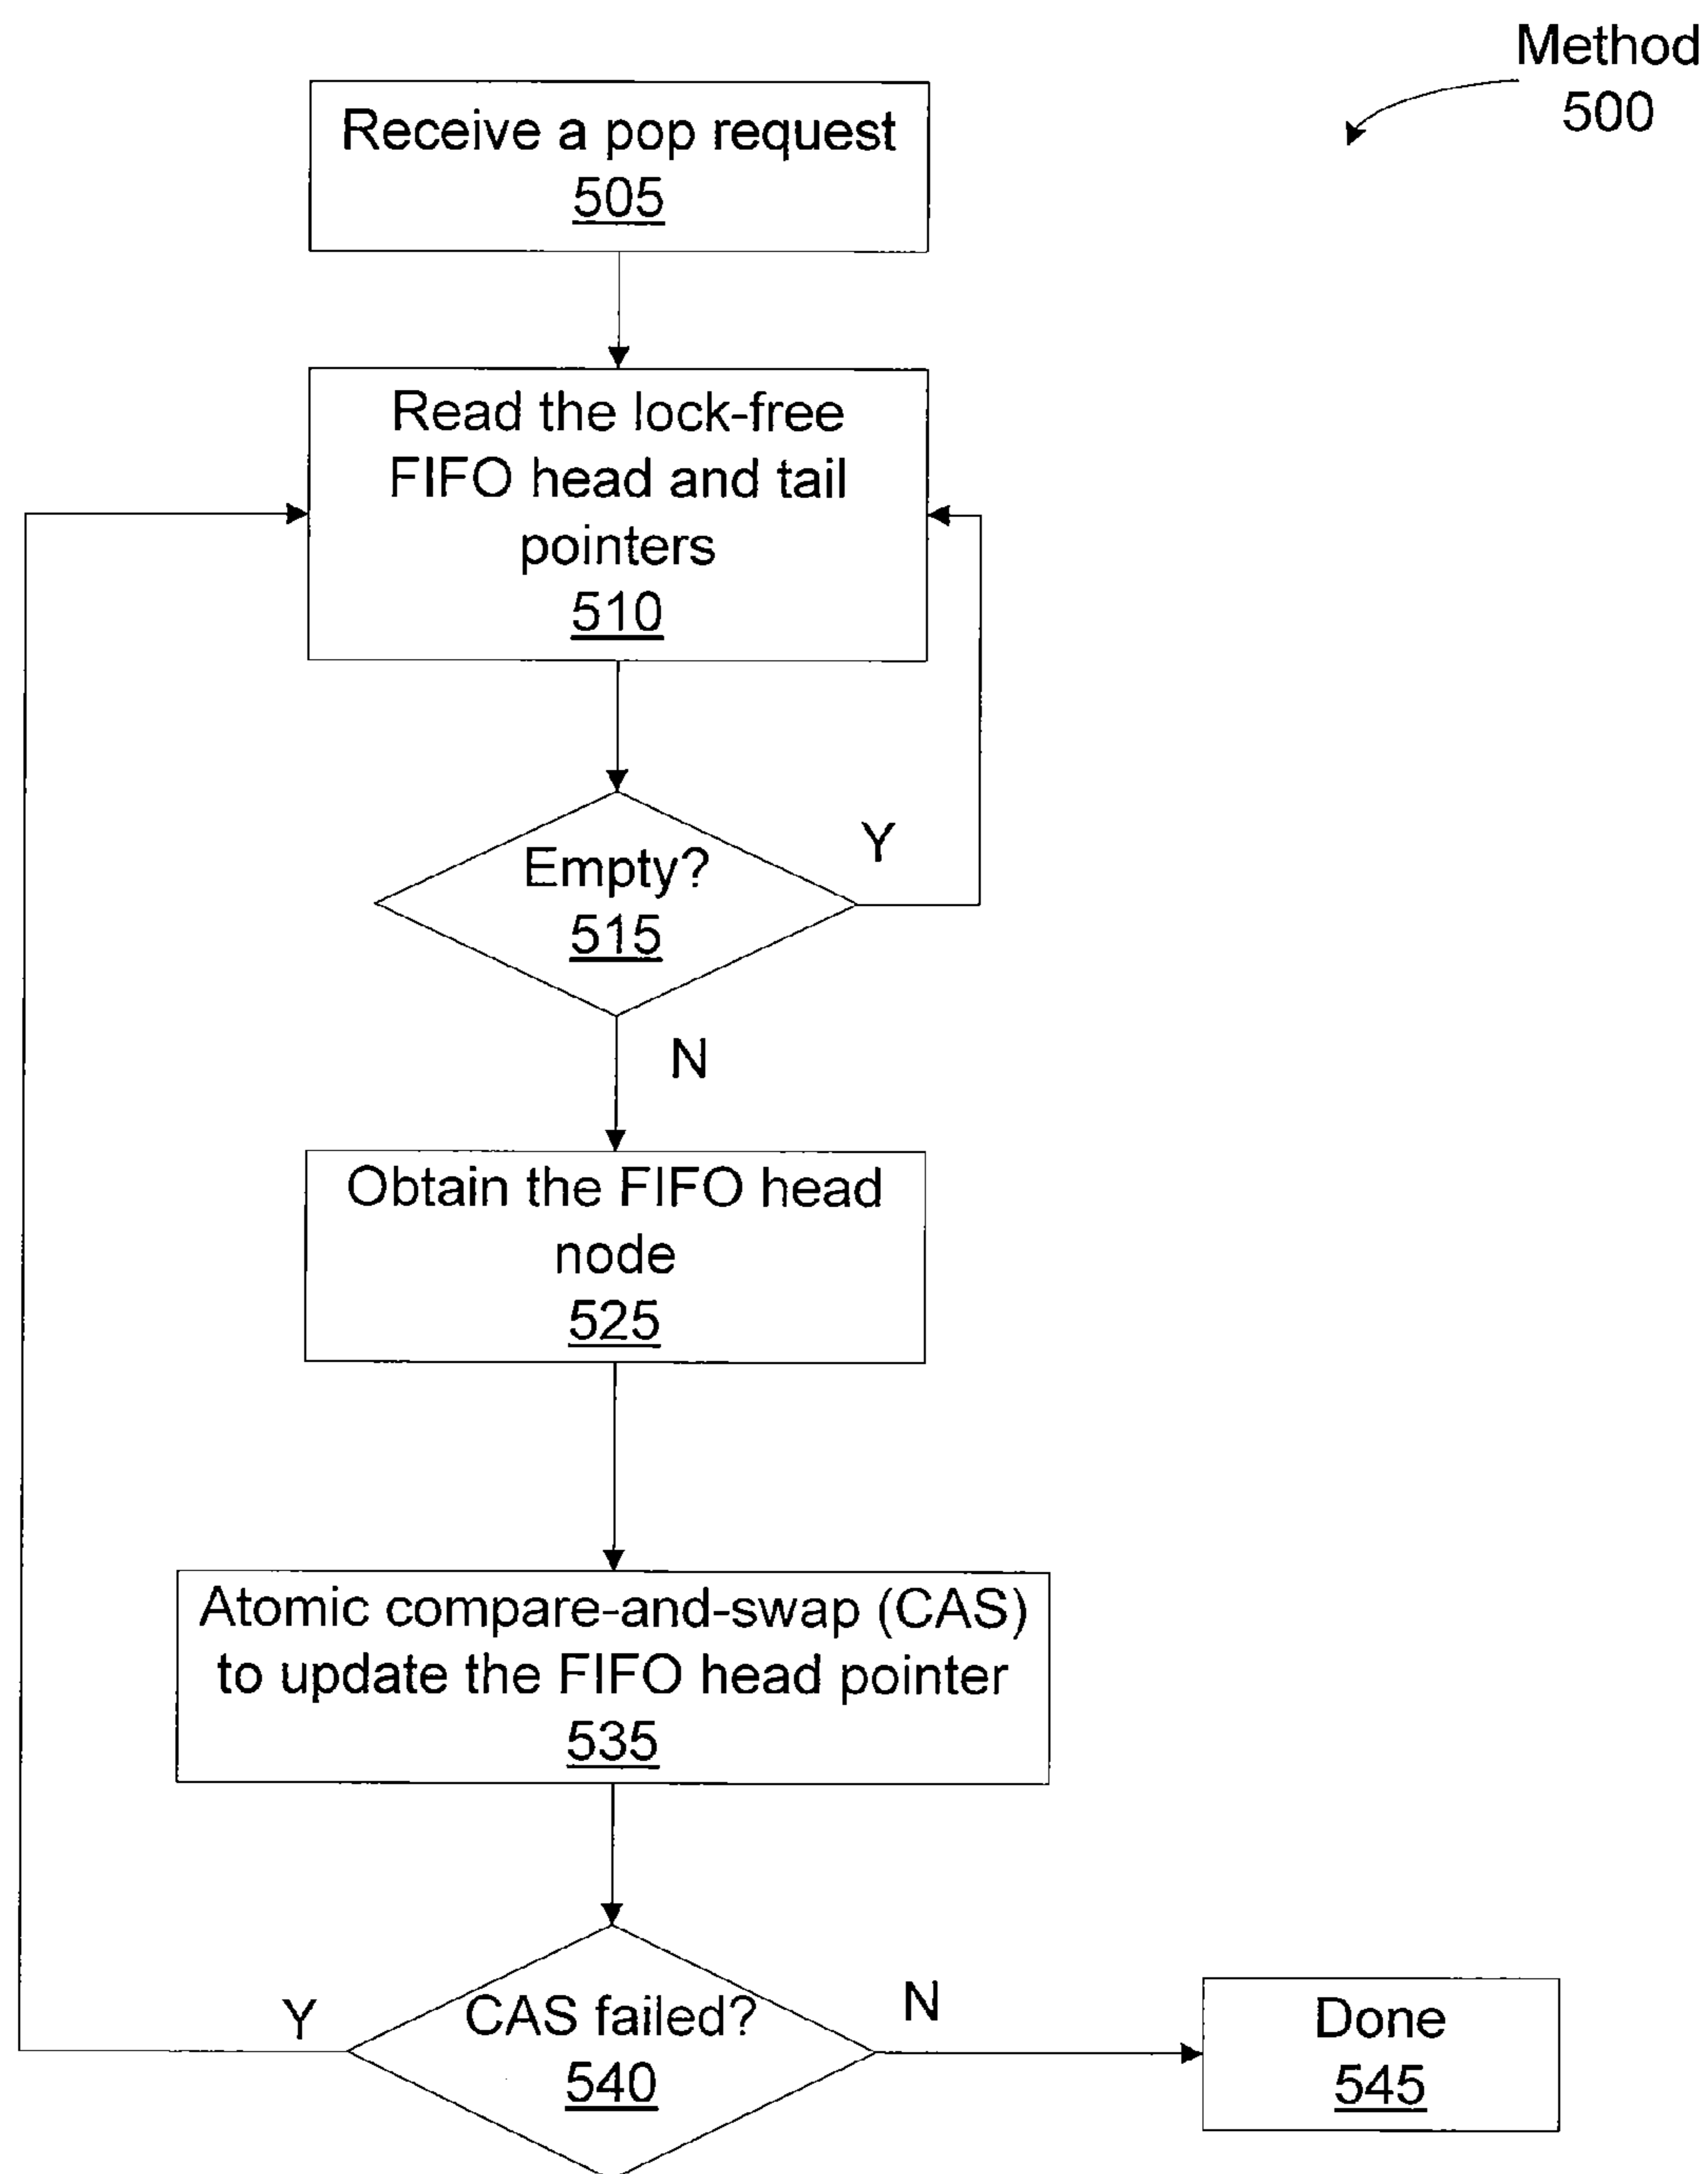 Method
500
Receive a pop request
505
Read the lock-free
FIFO head and tail
pointers
510
Empty?
515
Y
N
Obtain the FIFO head
node
525
Atomic compare-and-swap (CAS)
to update the FIFO head pointer
535
CAS failed?
540
Y
N
Done
545